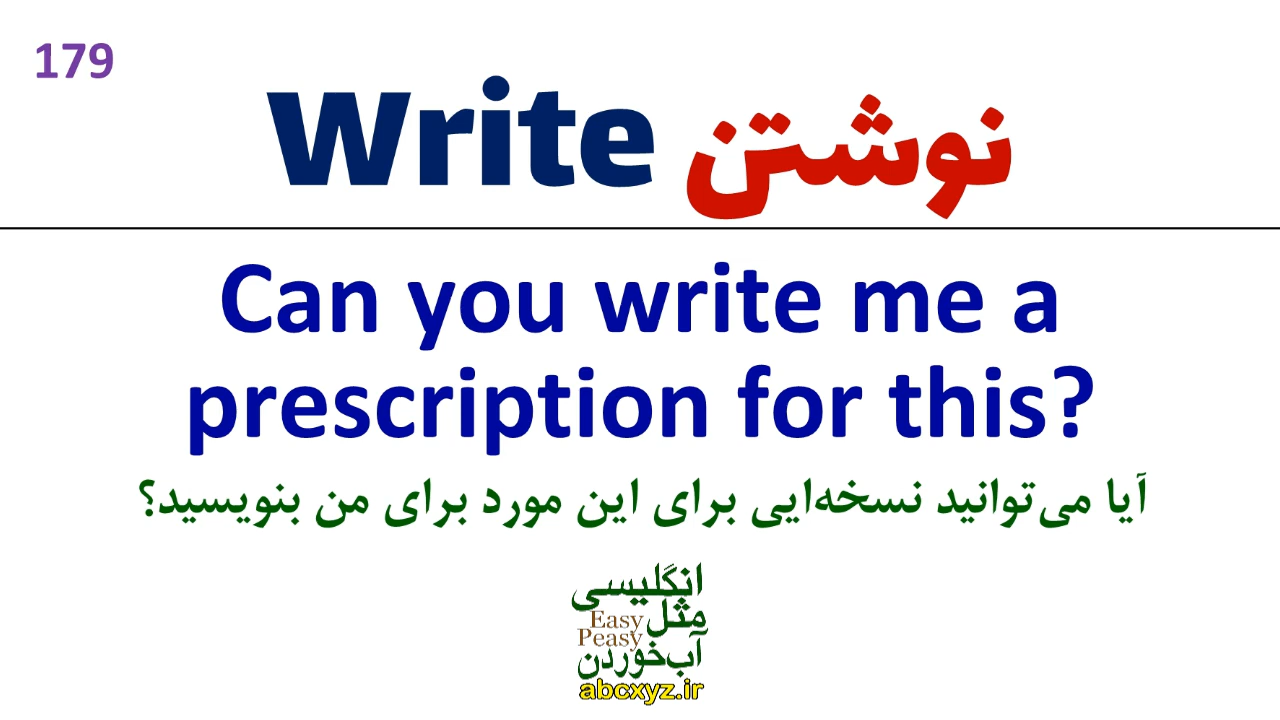 179
Write نوشتن
Can you write me a
prescription for this?
آیا می‌توانید نسخه‌ایی برای این مورد برای من بنویسید؟
انگلیسی
مثل Easy
Peasy
آب‌خوردن
abcxyz.ir